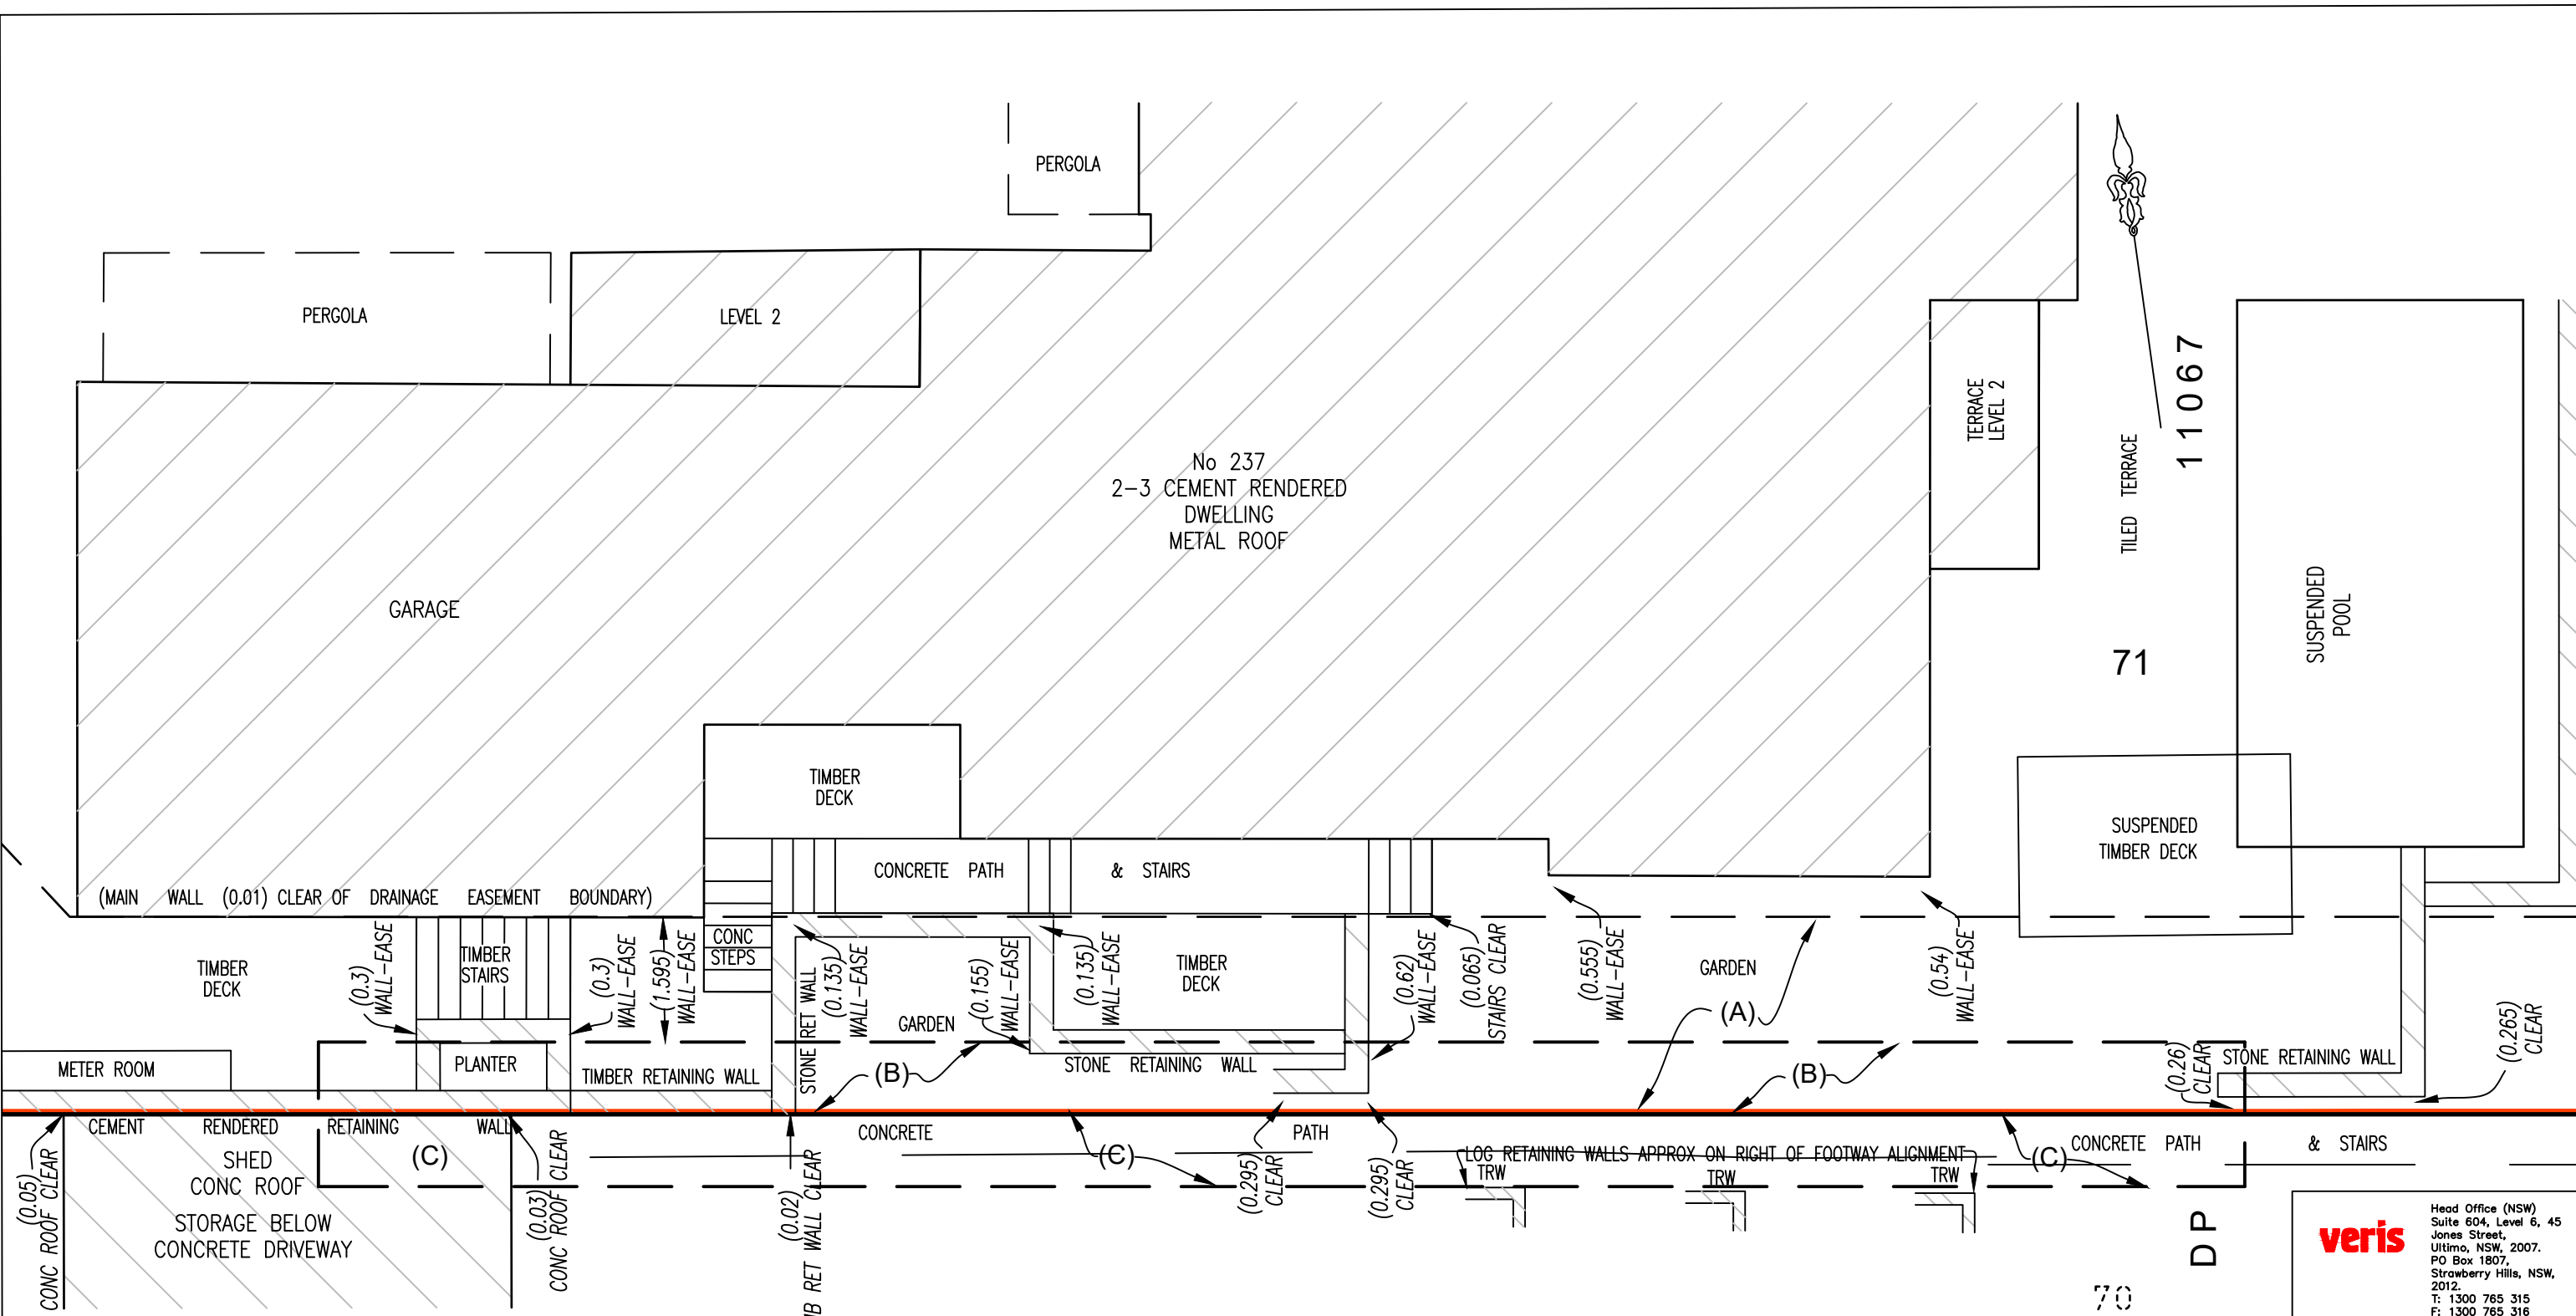 PERGOLA
PERGOLA
LEVEL 2
No 237
2-3 CEMENT RENDERED
DWELLING
METAL ROOF
GARAGE
TERRACE
LEVEL 2
TILED TERRACE
11067
71
SUSPENDED
POOL
SUSPENDED
TIMBER DECK
TIMBER
DECK
CONCRETE PATH & STAIRS
(MAIN WALL (0.01) CLEAR OF DRAINAGE EASEMENT BOUNDARY)
TIMBER
DECK
(0.3)
WALL-EASE
TIMBER
STAIRS
(0.3)
WALL-EASE
(1.595)
WALL-EASE
CONC
STEPS
STONE RET WALL
(0.135)
WALL-EASE
GARDEN
(0.155)
WALL-EASE
(0.135)
WALL-EASE
TIMBER
DECK
(0.62)
WALL-EASE
(0.065)
STAIRS CLEAR
(0.555)
WALL-EASE
GARDEN
(A)
(0.54)
WALL-EASE
METER ROOM
PLANTER
TIMBER RETAINING WALL
(B)
STONE RETAINING WALL
(B)
(0.26)
CLEAR
STONE RETAINING WALL
(0.265)
CLEAR
CEMENT RENDERED RETAINING WALL
SHED
CONC ROOF
STORAGE BELOW
CONCRETE DRIVEWAY
(0.05)
CONC ROOF CLEAR
(C)
(0.03)
CONC ROOF CLEAR
(0.02)
B RET WALL CLEAR
CONCRETE PATH
(C)
(0.295)
CLEAR
(0.295)
CLEAR
LOG RETAINING WALLS APPROX ON RIGHT OF FOOTWAY ALIGNMENT
TRW
TRW
TRW
(C)
CONCRETE PATH & STAIRS
DP
70
veris
Head Office (NSW)
Suite 604, Level 6, 45
Jones Street,
Ultimo, NSW, 2007.
PO Box 1807,
Strawberry Hills, NSW,
2012.
T: 1300 765 315
F: 1300 765 316